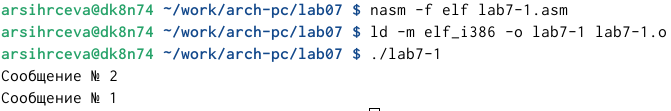 arsihrceva@dk8n74 ~/work/arch-pc/lab07 $ nasm -f elf lab7-1.asm
arsihrceva@dk8n74 ~/work/arch-pc/lab07 $ ld -m elf_i386 -o lab7-1 lab7-1.o
arsihrceva@dk8n74 ~/work/arch-pc/lab07 $ ./lab7-1
Сообщение № 2
Сообщение № 1